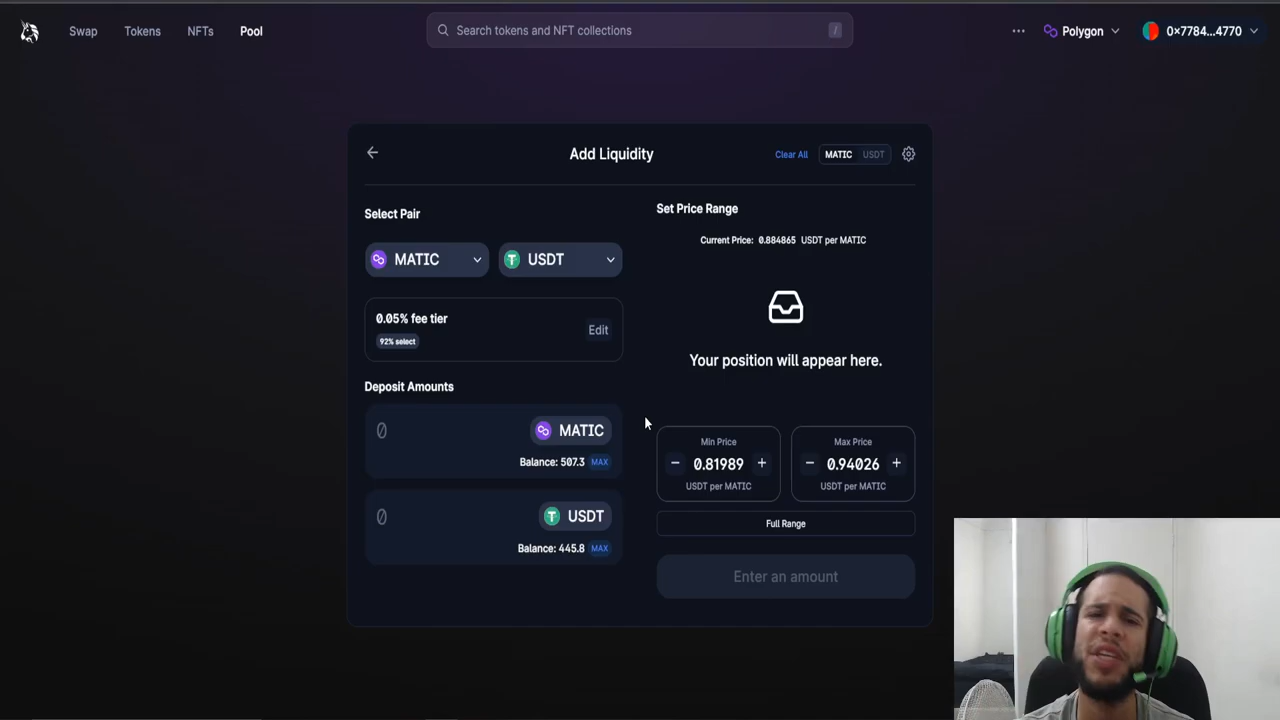 Swap
Tokens
NFTs
Pool
Search tokens and NFT collections
/
Polygon
0×7784...4770
Add Liquidity
Clear All
MATIC USDT
Select Pair
MATIC
USDT
0.05% fee tier
92% select
Edit
Deposit Amounts
0
MATIC
Balance: 507.3 MAX
0
USDT
Balance: 445.8 MAX
Set Price Range
Current Price: 0.884865 USDT per MATIC
Your position will appear here.
Min Price
0.81989
USDT per MATIC
Max Price
0.94026
USDT per MATIC
Full Range
Enter an amount